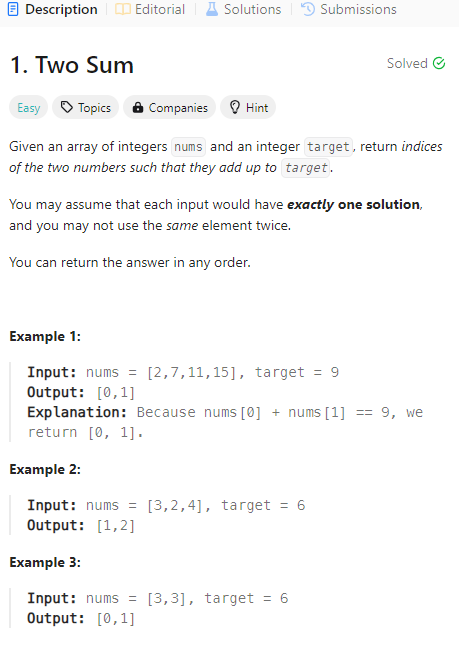 Description Editorial Solutions Submissions
1. Two Sum Solved
Easy Topics Companies Hint
Given an array of integers nums and an integer target, return indices
of the two numbers such that they add up to target.
You may assume that each input would have exactly one solution,
and you may not use the same element twice.
You can return the answer in any order.
Example 1:
Input: nums = [2,7,11,15], target = 9
Output: [0,1]
Explanation: Because nums[0] + nums[1] == 9, we
return [0, 1].
Example 2:
Input: nums = [3,2,4], target = 6
Output: [1,2]
Example 3:
Input: nums = [3,3], target = 6
Output: [0,1]